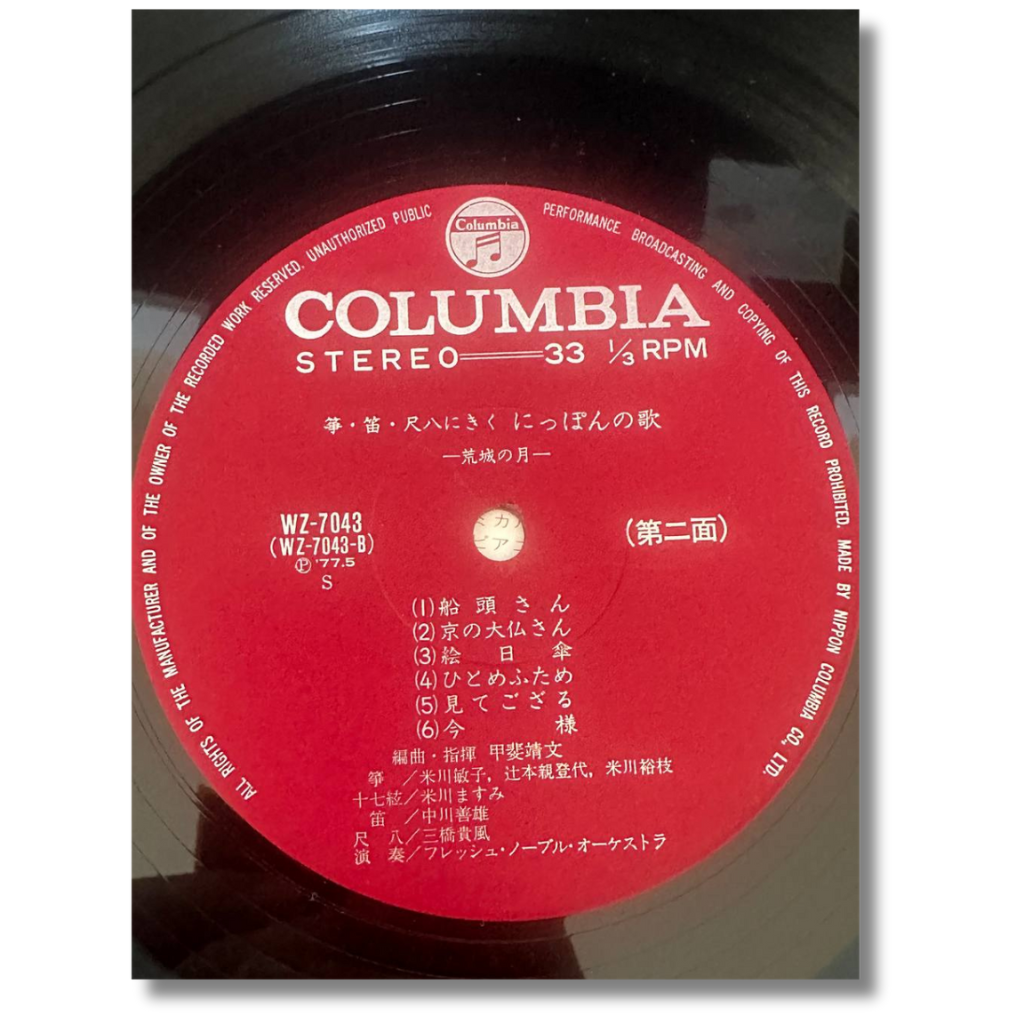 Columbia
ALL RIGHTS OF THE MANUFACTURER AND OF THE OWNER OF THE RECORDED WORK RESERVED. UNAUTHORIZED PUBLIC PERFORMANCE. BROADCASTING AND COPYING OF THIS RECORD PROHIBITED. MADE BY NIPPON COLUMBIA CO., LTD.
COLUMBIA
STEREO 33 1/3 RPM
箏・笛・尺八にきく にっぽんの歌
—荒城の月—
WZ-7043
(WZ-7043-B)
Ⓟ '77.5
S
(第二面)
(1)船頭さん
(2)京の大仏さん
(3)絵日傘
(4)ひとめふため
(5)見てござる
(6)今様
編曲・指揮 甲斐靖文
箏/米川敏子, 辻本親登代, 米川裕枝
十七絃/米川ますみ
笛/中川善雄
尺八/三橋貴風
演奏/フレッシュ・ノーブル・オーケストラ